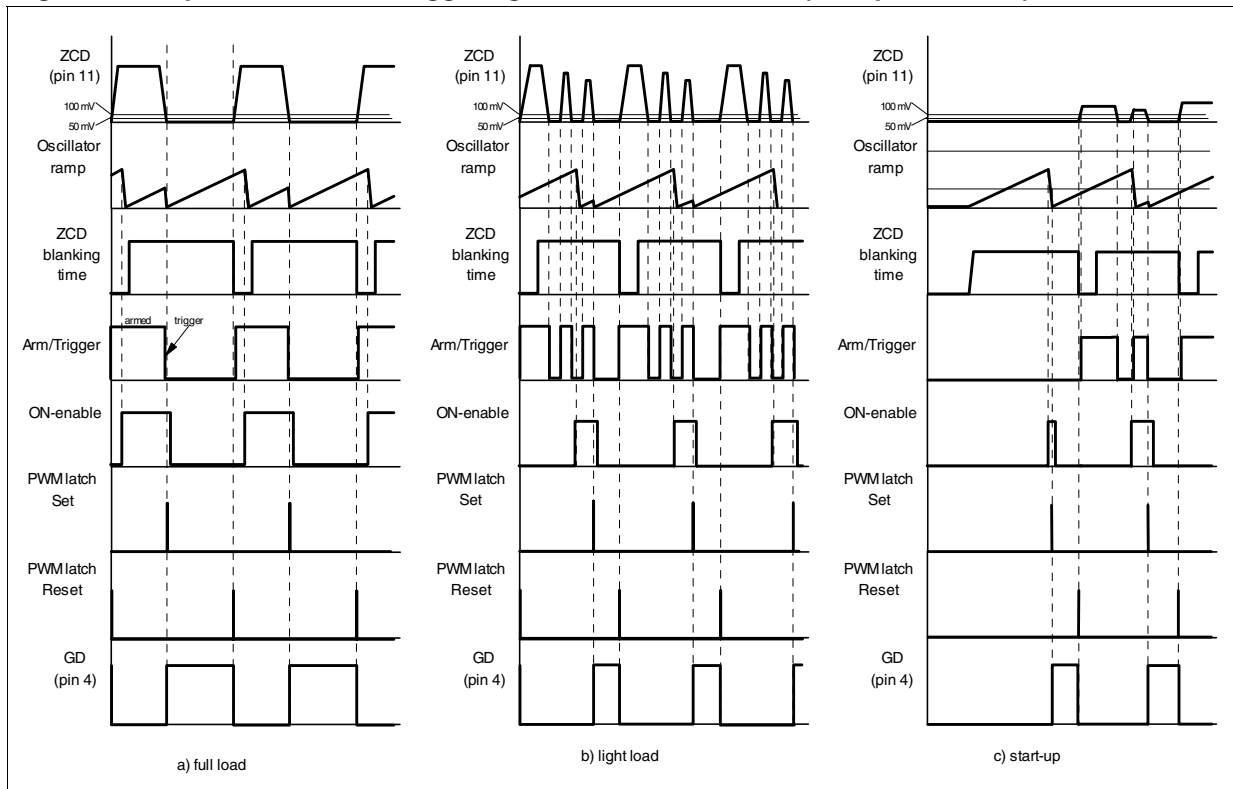 ZCD
(pin 11)
100 mV
50 mV
Oscillator
ramp
ZCD
blanking
time
armed
trigger
Arm/Trigger
ON-enable
PWM latch
Set
PWM latch
Reset
GD
(pin 4)
a) full load
ZCD
(pin 11)
100 mV
50 mV
Oscillator
ramp
ZCD
blanking
time
Arm/Trigger
ON-enable
PWM latch
Set
PWM latch
Reset
GD
(pin 4)
b) light load
ZCD
(pin 11)
100 mV
50 mV
Oscillator
ramp
ZCD
blanking
time
Arm/Trigger
ON-enable
PWM latch
Set
PWM latch
Reset
GD
(pin 4)
c) start-up